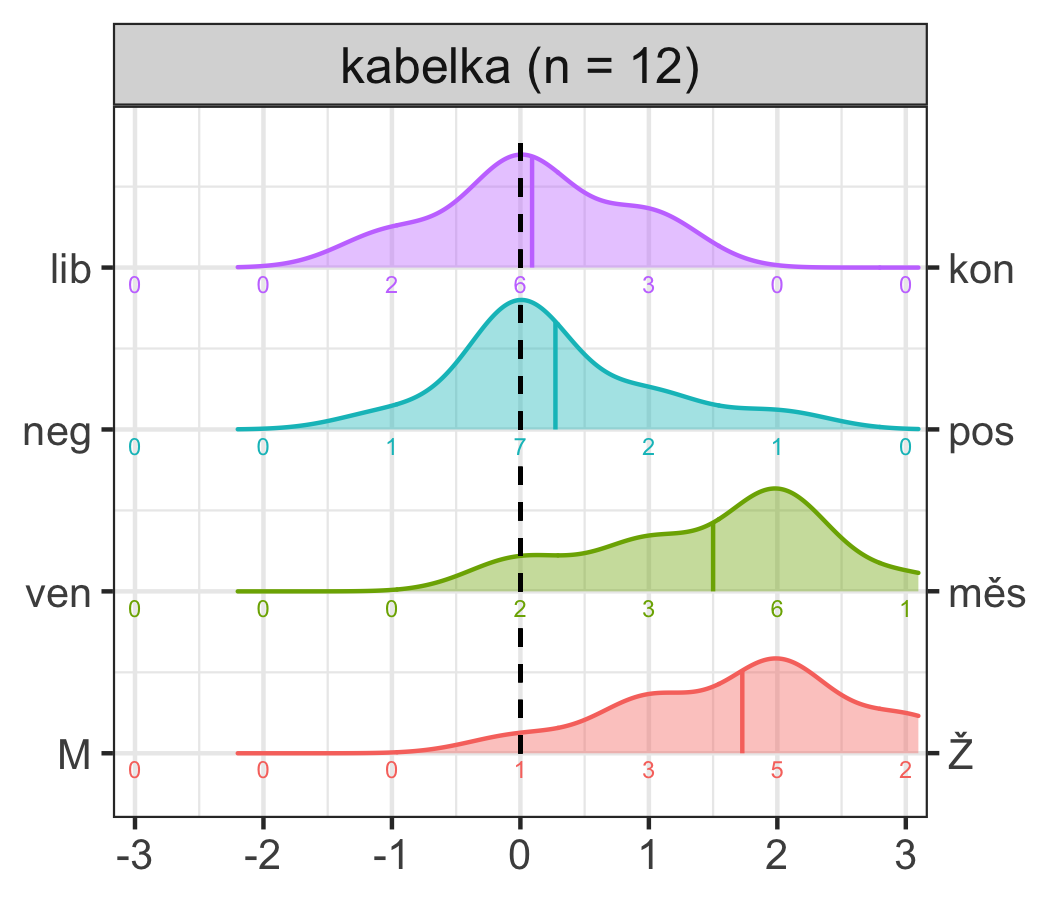 kabelka (n = 12)
lib kon
0 0 2 6 3 0 0
neg pos
0 0 1 7 2 1 0
ven měs
0 0 0 2 3 6 1
M Ž
0 0 0 1 3 5 2
-3 -2 -1 0 1 2 3